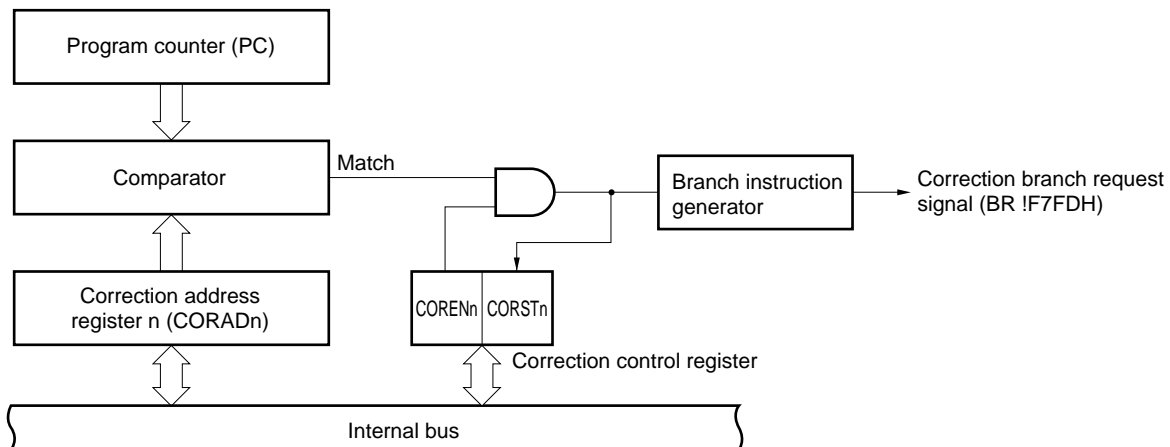 Program counter (PC)
Comparator
Match
Branch instruction
generator
Correction branch request
signal (BR !F7FDH)
Correction address
register n (CORADn)
CORENn
CORSTn
Correction control register
Internal bus